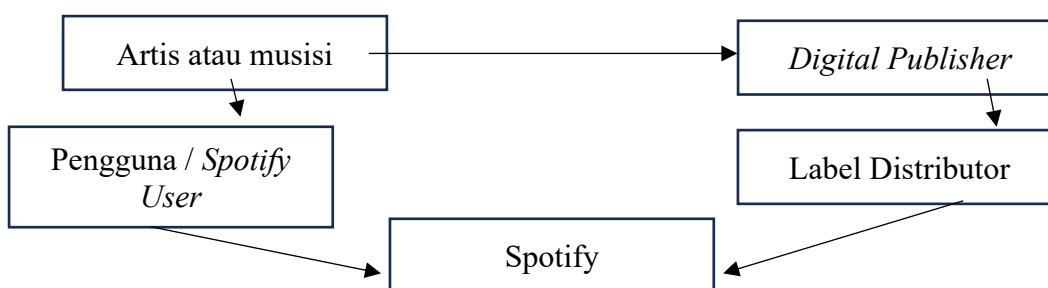 Artis atau musisi
Digital Publisher
Pengguna / Spotify
User
Label Distributor
Spotify